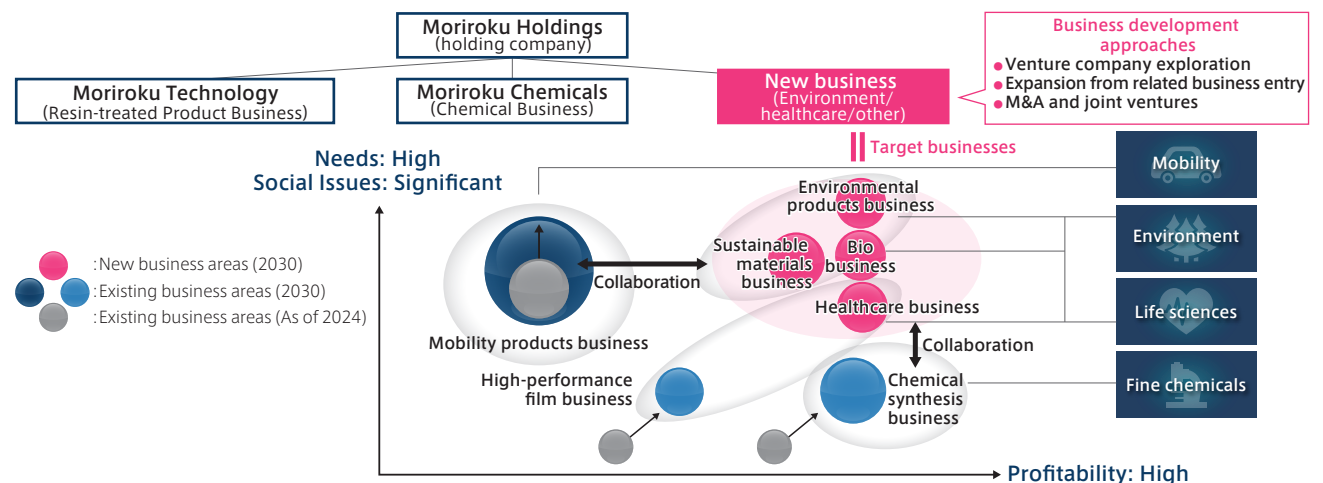 Moriroku Holdings
(holding company)
Moriroku Technology
(Resin-treated Product Business)
Moriroku Chemicals
(Chemical Business)
New business
(Environment/
healthcare/other)
Business development
approaches
Venture company exploration
Expansion from related business entry
M&A and joint ventures
Target businesses
Needs: High
Social Issues: Significant
:New business areas (2030)
:Existing business areas (2030)
:Existing business areas (As of 2024)
Environmental
products business
Sustainable
materials
business
Bio
business
Healthcare business
Collaboration
Mobility products business
High-performance
film business
Collaboration
Chemical
synthesis
business
Mobility
Environment
Life sciences
Fine chemicals
Profitability: High